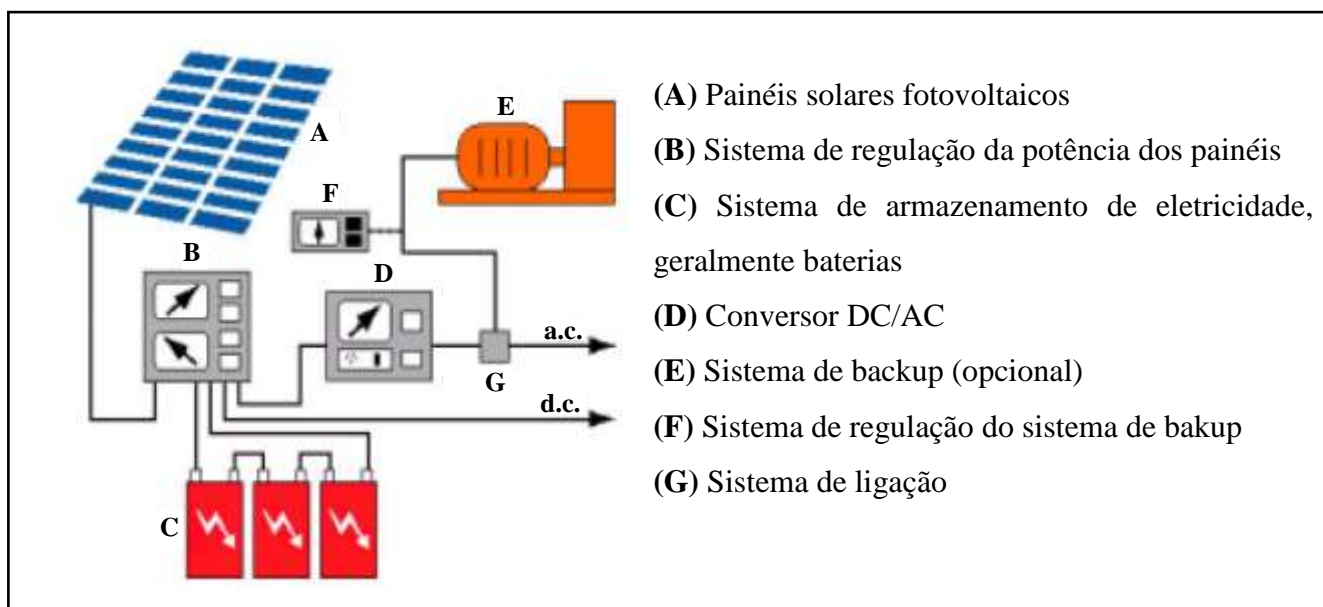 A
E
F
B
D
a.c.
G
d.c.
C
(A) Painéis solares fotovoltaicos
(B) Sistema de regulação da potência dos painéis
(C) Sistema de armazenamento de eletricidade,
geralmente baterias
(D) Conversor DC/AC
(E) Sistema de backup (opcional)
(F) Sistema de regulação do sistema de bakup
(G) Sistema de ligação